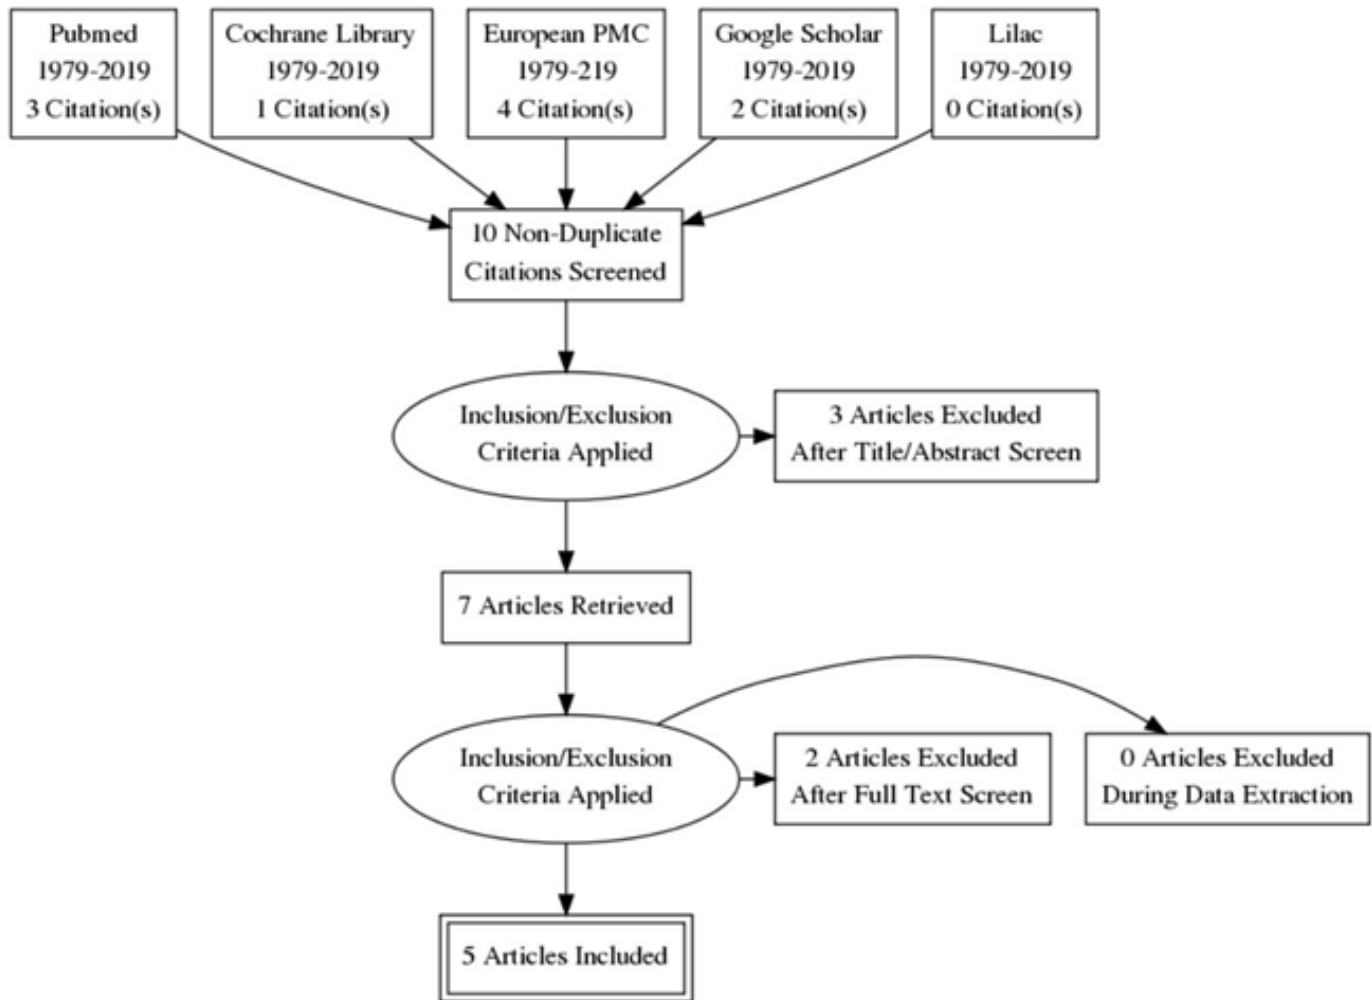 Pubmed
1979-2019
3 Citation(s)
Cochrane Library
1979-2019
1 Citation(s)
European PMC
1979-219
4 Citation(s)
Google Scholar
1979-2019
2 Citation(s)
Lilac
1979-2019
0 Citation(s)
10 Non-Duplicate
Citations Screened
Inclusion/Exclusion
Criteria Applied
3 Articles Excluded
After Title/Abstract Screen
7 Articles Retrieved
Inclusion/Exclusion
Criteria Applied
2 Articles Excluded
After Full Text Screen
0 Articles Excluded
During Data Extraction
5 Articles Included